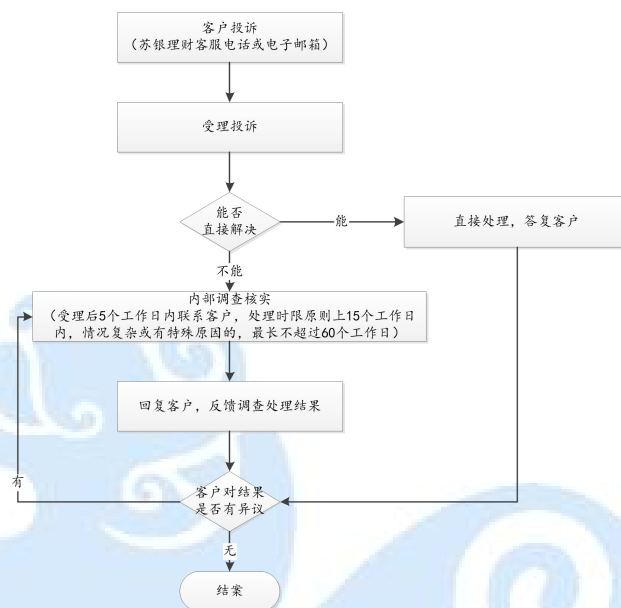 客户投诉
（苏银理财客服电话或电子邮箱）
受理投诉
能否
直接解决
能
直接处理，答复客户
不能
内部调查核实
（受理后5个工作日内联系客户，处理时限原则上15个工作日
内，情况复杂或有特殊原因的，最长不超过60个工作日）
回复客户，反馈调查处理结果
有
客户对结果
是否有异议
无
结案